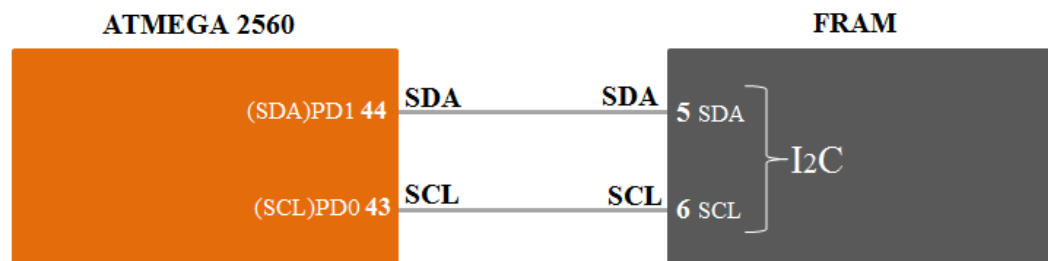 ATMEGA 2560 FRAM
(SDA)PD1 44 SDA SDA 5 SDA
I2C
(SCL)PD0 43 SCL SCL 6 SCL